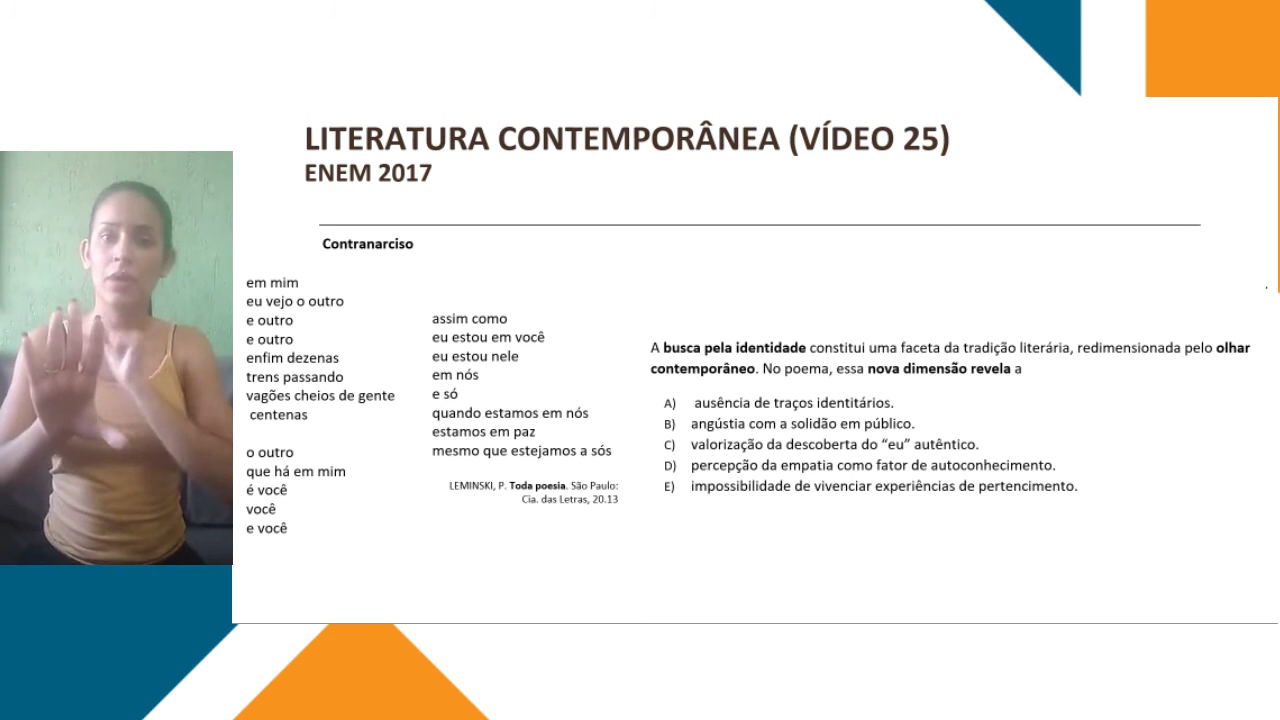 LITERATURA CONTEMPORÂNEA (VÍDEO 25)
ENEM 2017
Contranarciso
em mim
eu vejo o outro
e outro
e outro
enfim dezenas
trens passando
vagões cheios de gente
centenas
o outro
que há em mim
é você
você
e você
assim como
eu estou em você
eu estou nele
em nós
e só
quando estamos em nós
estamos em paz
mesmo que estejamos a sós
LEMINSKI, P. Toda poesia. São Paulo:
Cia. das Letras, 20.13
A busca pela identidade constitui uma faceta da tradição literária, redimensionada pelo olhar
contemporâneo. No poema, essa nova dimensão revela a
A) ausência de traços identitários.
B) angústia com a solidão em público.
C) valorização da descoberta do “eu” autêntico.
D) percepção da empatia como fator de autoconhecimento.
E) impossibilidade de vivenciar experiências de pertencimento.